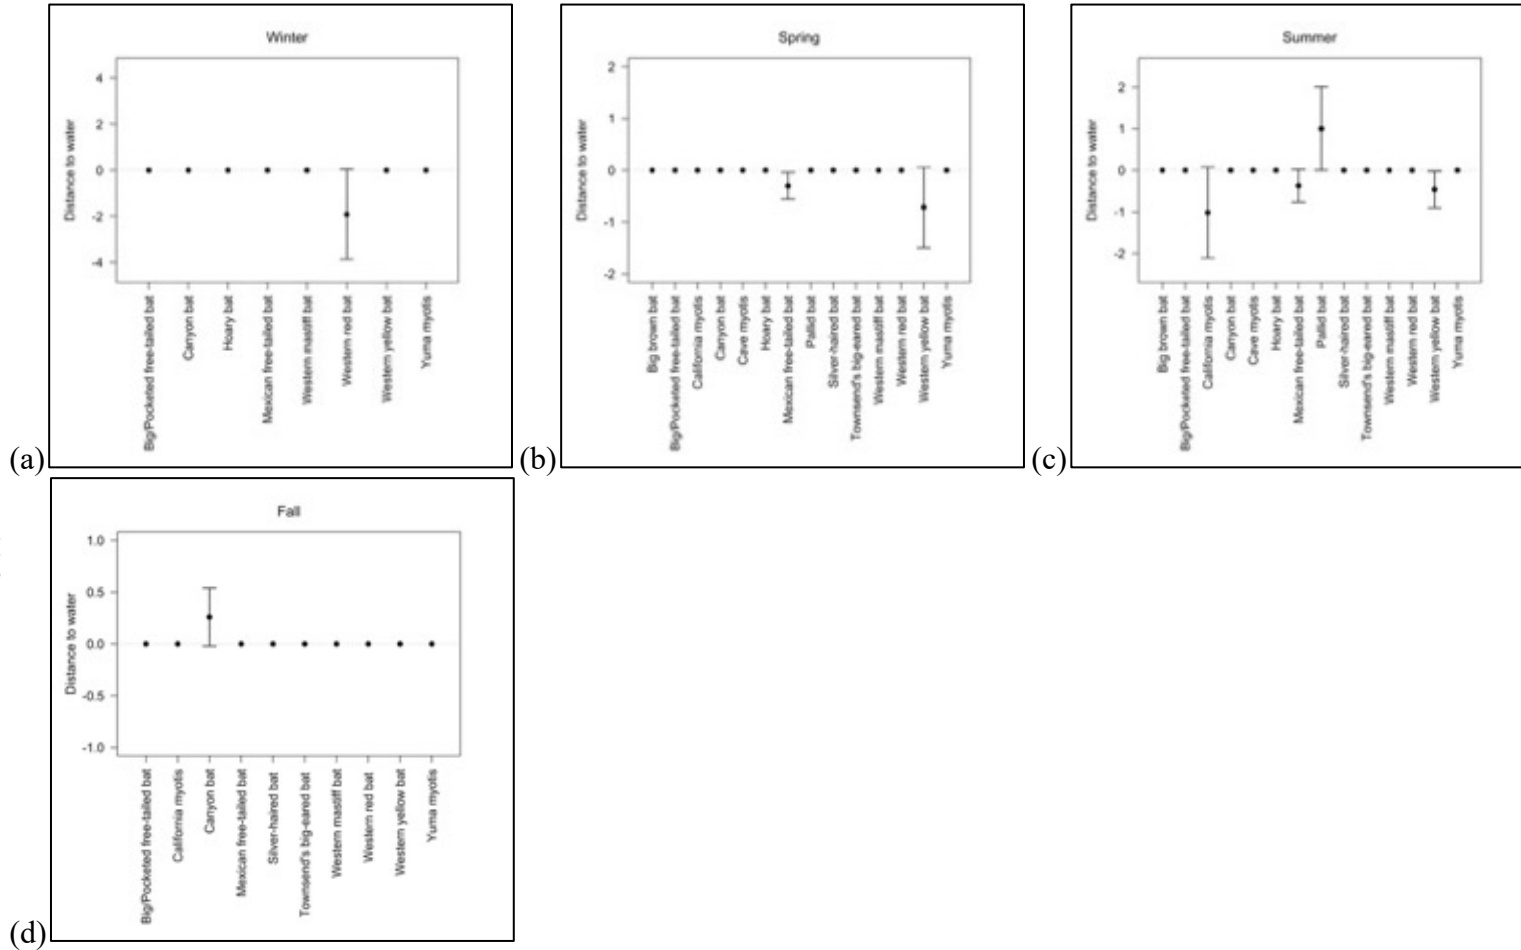 Winter
Distance to water
4
2
0
-2
-4
Big/Pocketed free-tailed bat
Canyon bat
Hoary bat
Mexican free-tailed bat
Western mastiff bat
Western red bat
Western yellow bat
Yuma myotis
(a)
Spring
Distance to water
2
1
0
-1
-2
Big brown bat
Big/Pocketed free-tailed bat
California myotis
Canyon bat
Cave myotis
Hoary bat
Mexican free-tailed bat
Pallid bat
Silver-haired bat
Townsend's big-eared bat
Western mastiff bat
Western red bat
Western yellow bat
Yuma myotis
(b)
Summer
Distance to water
2
1
0
-1
-2
Big brown bat
Big/Pocketed free-tailed bat
California myotis
Canyon bat
Cave myotis
Hoary bat
Mexican free-tailed bat
Pallid bat
Silver-haired bat
Townsend's big-eared bat
Western mastiff bat
Western red bat
Western yellow bat
Yuma myotis
(c)
Fall
Distance to water
1.0
0.5
0.0
-0.5
-1.0
Big/Pocketed free-tailed bat
California myotis
Canyon bat
Mexican free-tailed bat
Silver-haired bat
Townsend's big-eared bat
Western mastiff bat
Western red bat
Western yellow bat
Yuma myotis
(d)